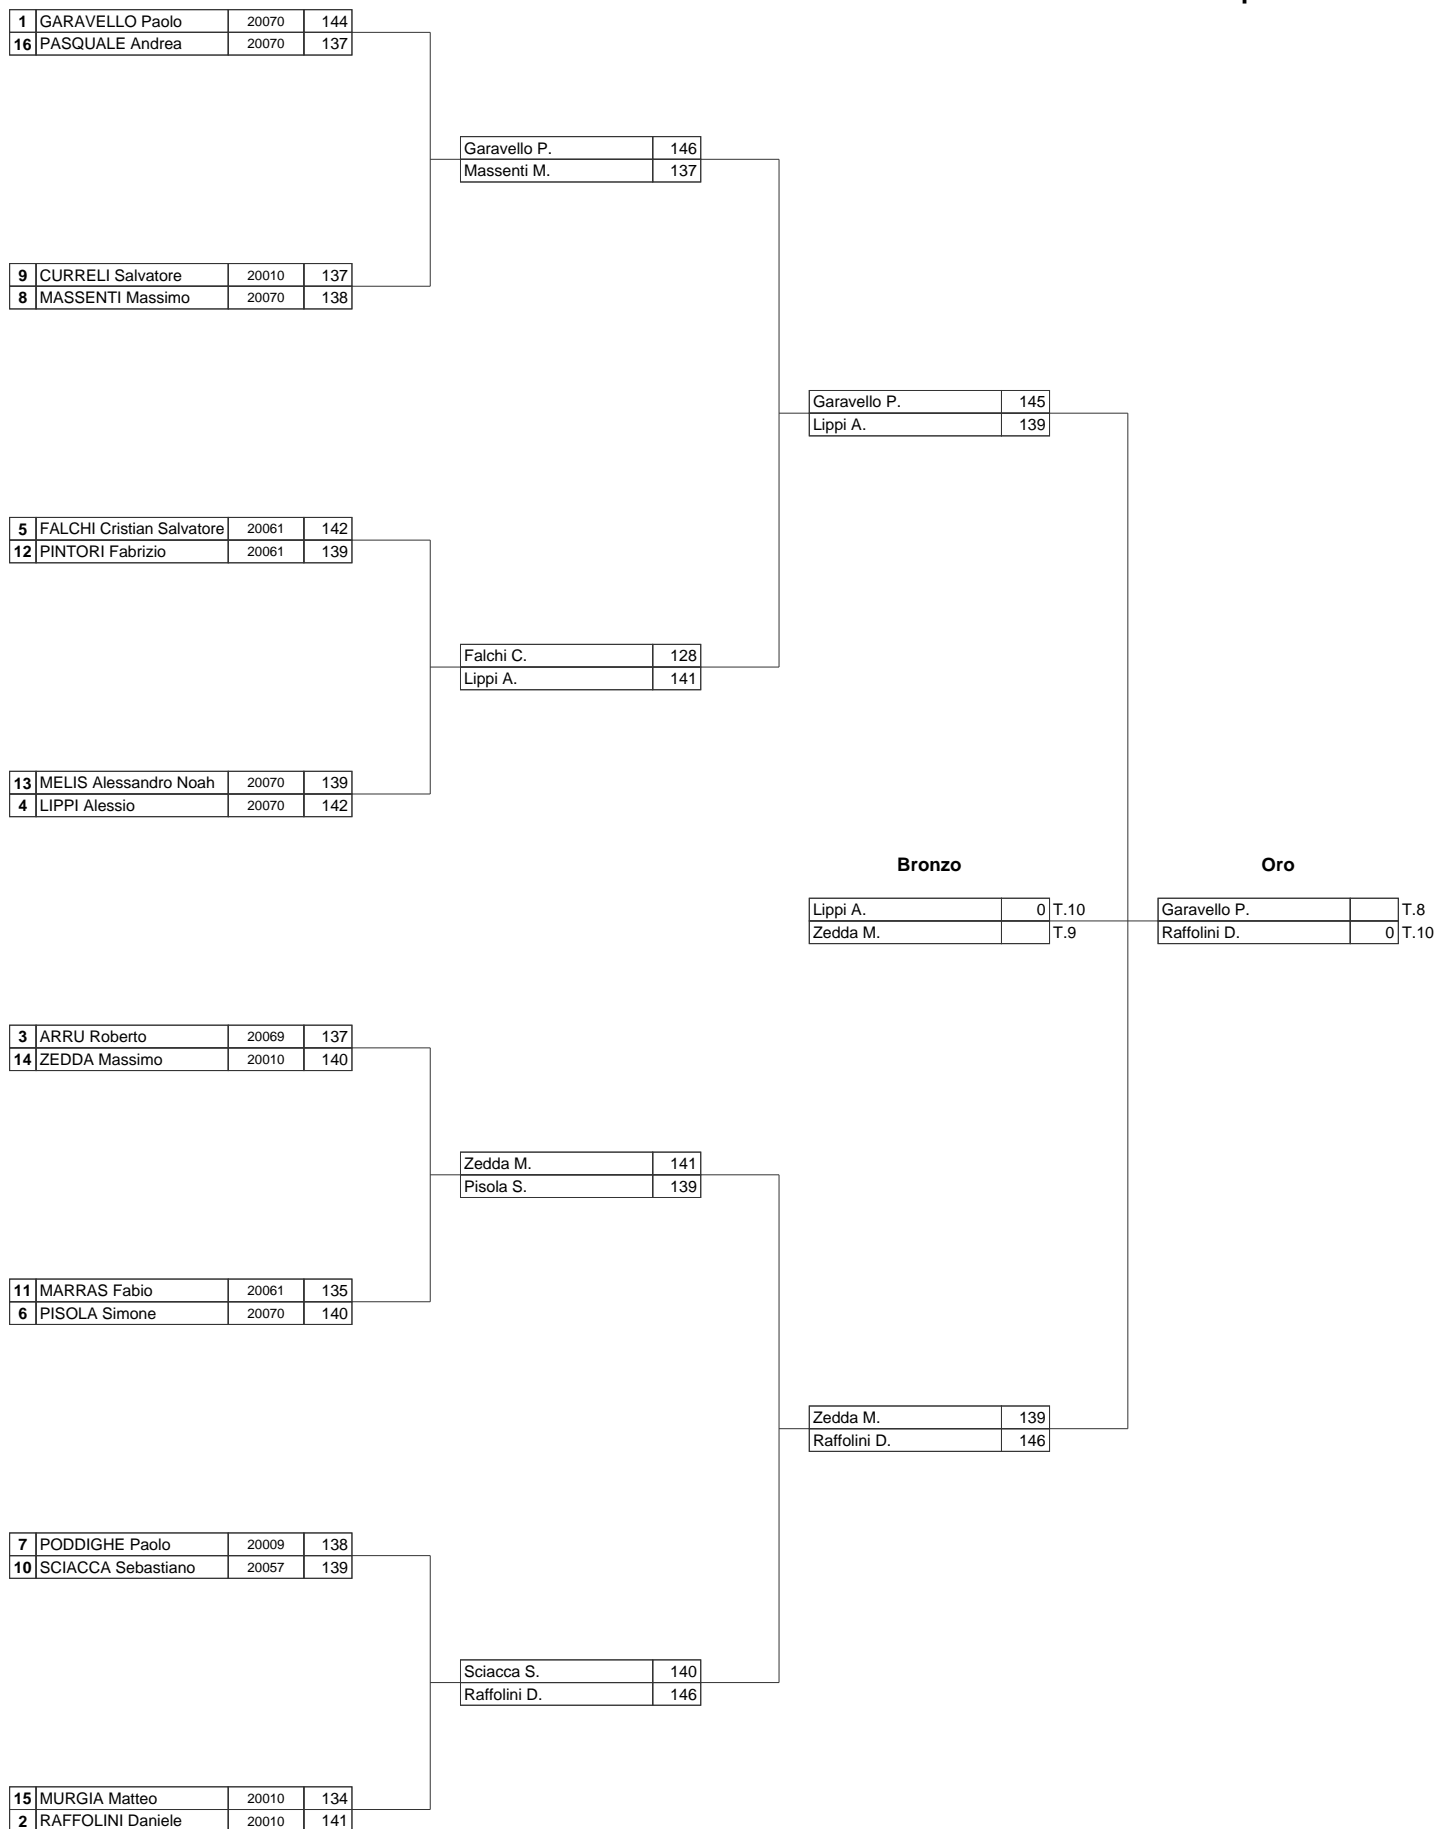 1 GARAVELLO Paolo 20070 144
16 PASQUALE Andrea 20070 137
Garavello P. 146
Massenti M. 137
9 CURRELI Salvatore 20010 137
8 MASSENTI Massimo 20070 138
Garavello P. 145
Lippi A. 139
5 FALCHI Cristian Salvatore 20061 142
12 PINTORI Fabrizio 20061 139
Falchi C. 128
Lippi A. 141
13 MELIS Alessandro Noah 20070 139
4 LIPPI Alessio 20070 142
Bronzo Oro
Lippi A. 0 T.10 Garavello P. T.8
Zedda M. T.9 Raffolini D. 0 T.10
3 ARRU Roberto 20069 137
14 ZEDDA Massimo 20010 140
Zedda M. 141
Pisola S. 139
11 MARRAS Fabio 20061 135
6 PISOLA Simone 20070 140
Zedda M. 139
Raffolini D. 146
7 PODDIGHE Paolo 20009 138
10 SCIACCA Sebastiano 20057 139
Sciacca S. 140
Raffolini D. 146
15 MURGIA Matteo 20010 134
2 RAFFOLINI Daniele 20010 141